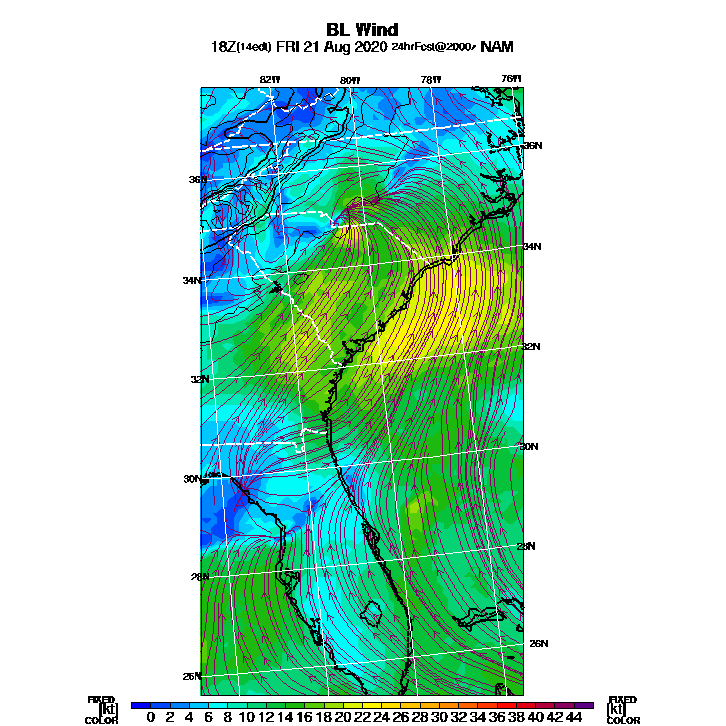 BL Wind
18Z(14edt) FRI 21 Aug 2020 24hrFcst@2000z NAM
82W 80W 78W 76W
36N
36N
34N
34N
32N
32N
30N
30N
28N
28N
26N
26N
FIXED FIXED
[kt] 0 2 4 6 8 10 12 14 16 18 20 22 24 26 28 30 32 34 36 38 40 42 44 [kt]
COLOR COLOR